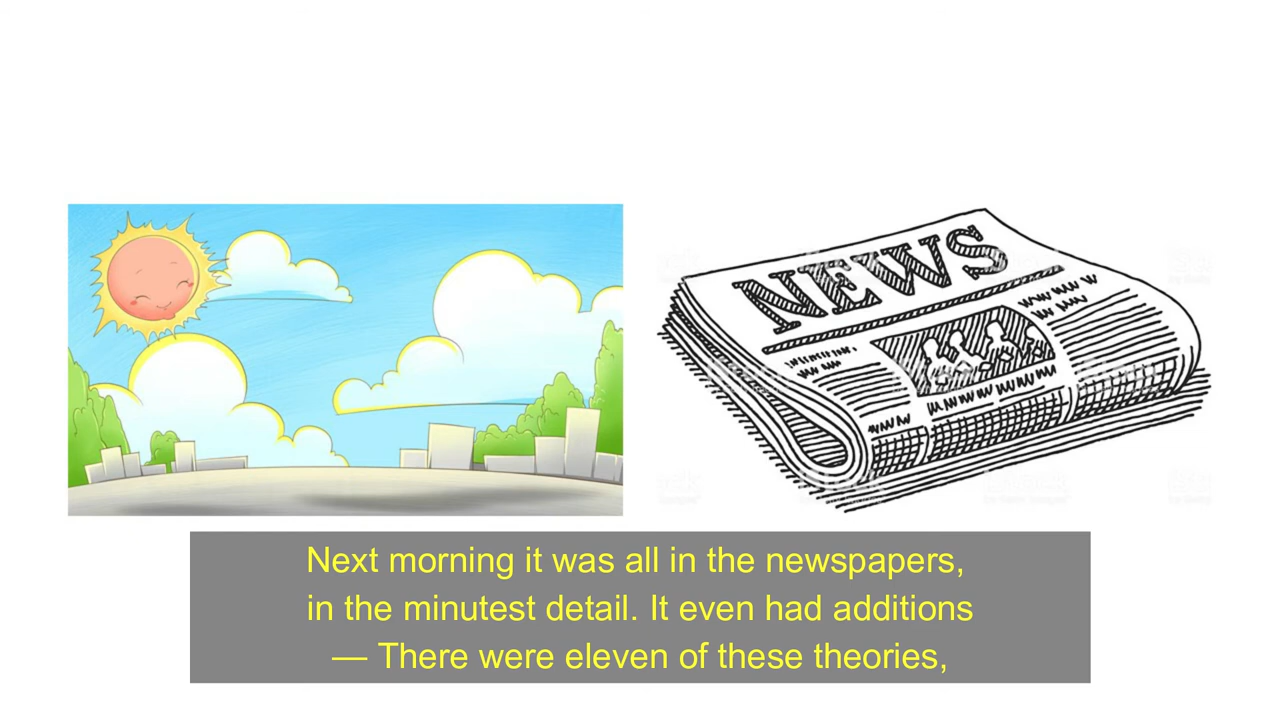 NEWS
Next morning it was all in the newspapers,
in the minutest detail. It even had additions
— There were eleven of these theories,